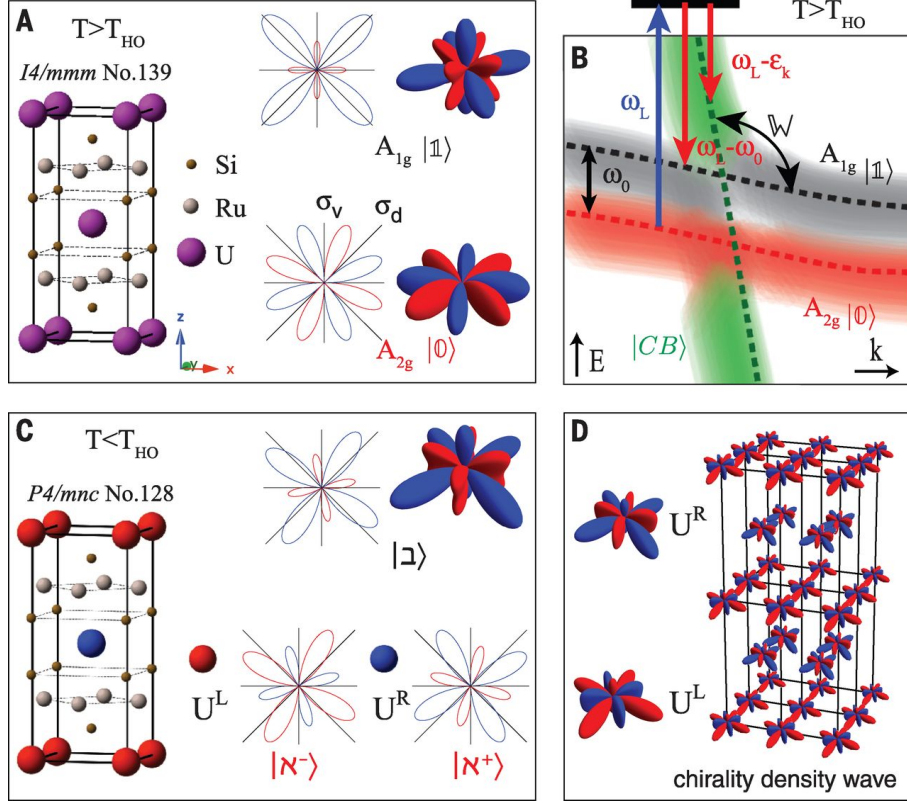 A
T>T_HO
I4/mmm No.139
Si
Ru
U
z
y
x
A_1g |𝟙⟩
σ_v
σ_d
A_2g |𝟘⟩
T>T_HO
B
ω_L
ω_L-ε_k
ω_L-ω_0
𝕎
ω_0
A_1g |𝟙⟩
A_2g |𝟘⟩
|CB⟩
E
k
C
T<T_HO
P4/mnc No.128
|ב⟩
U^L
U^R
|א^-⟩
|א^+⟩
D
U^R
U^L
chirality density wave